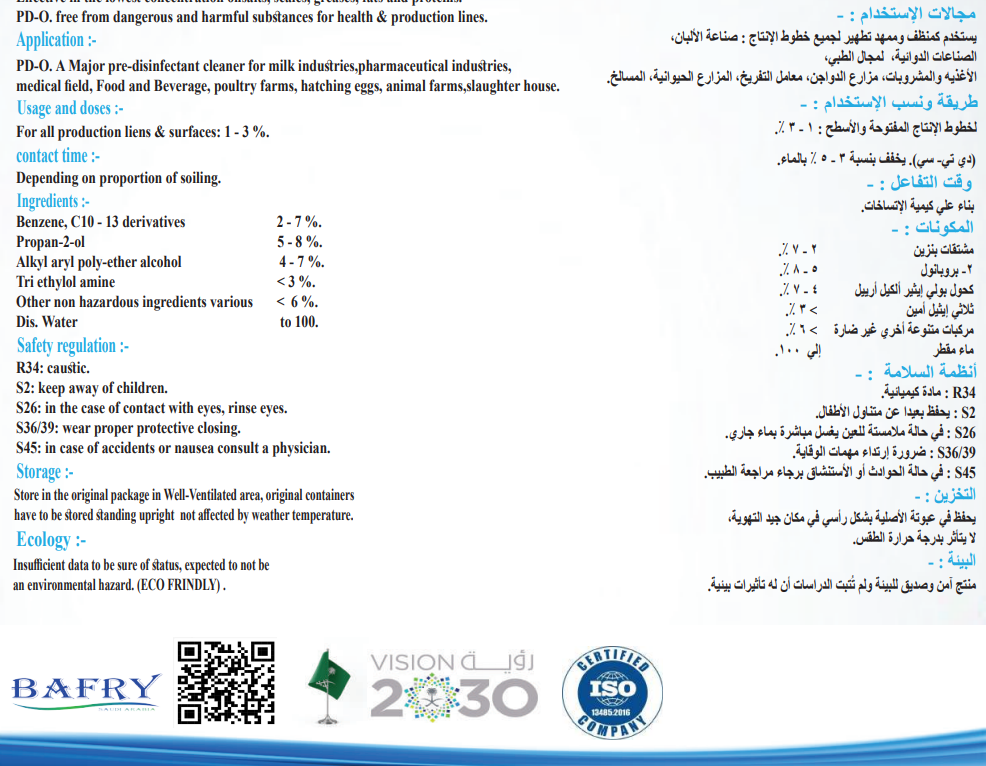 PD-O. free from dangerous and harmful substances for health & production lines.
Application :-
PD-O. A Major pre-disinfectant cleaner for milk industries,pharmaceutical industries,
medical field, Food and Beverage, poultry farms, hatching eggs, animal farms,slaughter house.
Usage and doses :-
For all production liens & surfaces: 1 - 3 %.
contact time :-
Depending on proportion of soiling.
Ingredients :-
Benzene, C10 - 13 derivatives 2 - 7 %.
Propan-2-ol 5 - 8 %.
Alkyl aryl poly-ether alcohol 4 - 7 %.
Tri ethylol amine < 3 %.
Other non hazardous ingredients various < 6 %.
Dis. Water to 100.
Safety regulation :-
R34: caustic.
S2: keep away of children.
S26: in the case of contact with eyes, rinse eyes.
S36/39: wear proper protective closing.
S45: in case of accidents or nausea consult a physician.
Storage :-
Store in the original package in Well-Ventilated area, original containers
have to be stored standing upright not affected by weather temperature.
Ecology :-
Insufficient data to be sure of status, expected to not be
an environmental hazard. (ECO FRINDLY) .
مجالات الإستخدام : -
يستخدم كمنظف وممهد تطهير لجميع خطوط الإنتاج : صناعة الألبان،
الصناعات الدوائية، لمجال الطبي،
الأغذيه والمشروبات، مزارع الدواجن، معامل التفريخ، المزارع الحيوانية، المسالخ.
طريقة ونسب الإستخدام : -
لخطوط الإنتاج المفتوحة والأسطح : ١ - ٣ ٪.
(دي تي- سي). يخفف بنسبة ٣ - ٥ ٪ بالماء.
وقت التفاعل : -
بناء علي كيمية الإتساخات.
المكونات : -
مشتقات بنزين ٢ - ٧ ٪.
٢- بروبانول ٥ - ٨ ٪.
كحول بولي إيثير ألكيل أرييل ٤ - ٧ ٪.
ثلاثي إيثيل أمين > ٣ ٪.
مركبات متنوعة أخري غير ضارة > ٦ ٪.
ماء مقطر إلي ١٠٠.
أنظمة السلامة : -
R34 : مادة كيميائية.
S2 : يحفظ بعيدا عن متناول الأطفال.
S26 : في حالة ملامستة للعين يغسل مباشرة بماء جاري.
S36/39 : ضرورة إرتداء مهمات الوقاية.
S45 : في حالة الحوادث أو الأستنشاق برجاء مراجعة الطبيب.
التخزين : -
يحفظ في عبوتة الأصلية بشكل رأسي في مكان جيد التهوية،
لا يتأثر بدرجة حرارة الطقس.
البيئة : -
منتج آمن وصديق للبيئة ولم تُتبت الدراسات أن له تأثيرات بيئية.
BAFRY
SAUDI ARABIA
VISION رؤية
2030
CERTIFIED
ISO
13485:2016
COMPANY